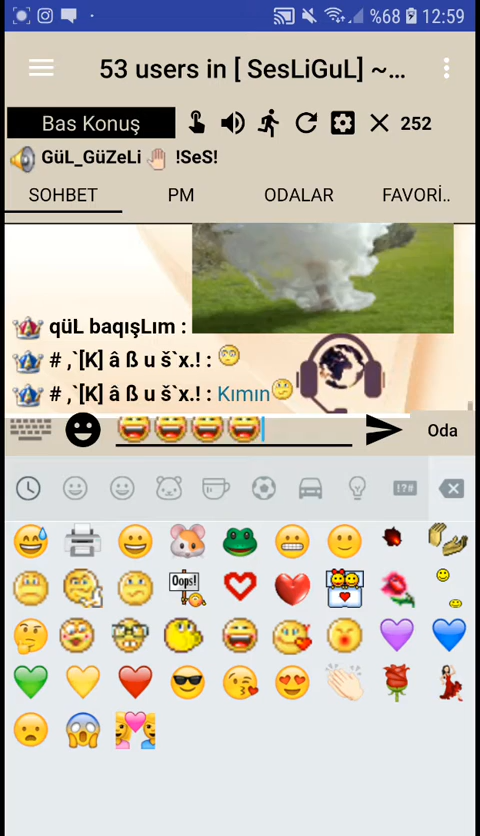 %68 12:59
53 users in [ SesLiGuL] ~...
Bas Konuş 252
GüL_GüZeLi !SeS!
SOHBET PM ODALAR FAVORİ..
qüL baqışLım :
# ,`[K] â ß u š`x.! :
# ,`[K] â ß u š`x.! : Kımın
Oda
!?#
Oops!